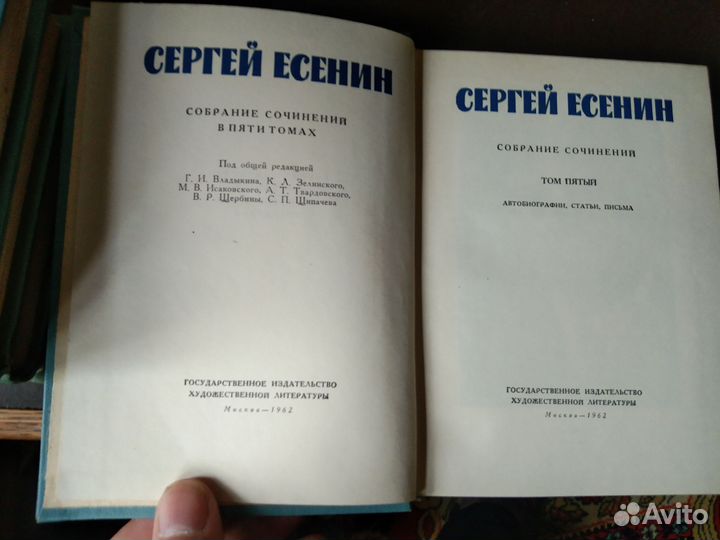 СЕРГЕЙ ЕСЕНИН
СОБРАНИЕ СОЧИНЕНИЙ
В ПЯТИ ТОМАХ
Под общей редакцией
Г. И. Владыкина, К. Л. Зелинского,
М. В. Исаковского, А. Т. Твардовского,
В. Р. Щербины, С. П. Щипачева
ГОСУДАРСТВЕННОЕ ИЗДАТЕЛЬСТВО
ХУДОЖЕСТВЕННОЙ ЛИТЕРАТУРЫ
Москва—1962
СЕРГЕЙ ЕСЕНИН
СОБРАНИЕ СОЧИНЕНИЙ
ТОМ ПЯТЫЙ
АВТОБИОГРАФИИ, СТАТЬИ, ПИСЬМА
ГОСУДАРСТВЕННОЕ ИЗДАТЕЛЬСТВО
ХУДОЖЕСТВЕННОЙ ЛИТЕРАТУРЫ
Москва—1962
Avito